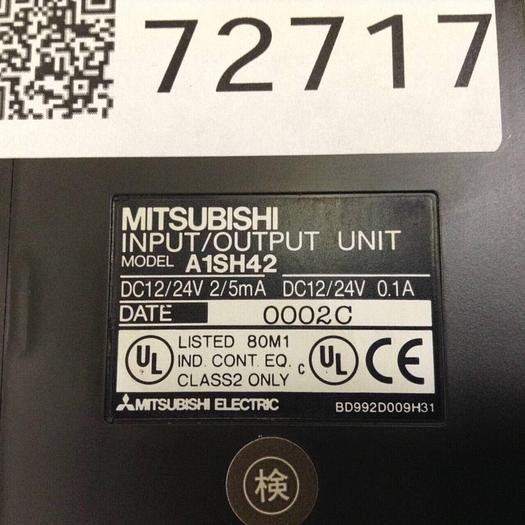 72717
MITSUBISHI
INPUT/OUTPUT UNIT
MODEL A1SH42
DC12/24V 2/5mA DC12/24V 0.1A
DATE 0002C
UL LISTED 80M1 c UL CE
IND. CONT. EQ.
CLASS2 ONLY
MITSUBISHI ELECTRIC BD992D009H31
検